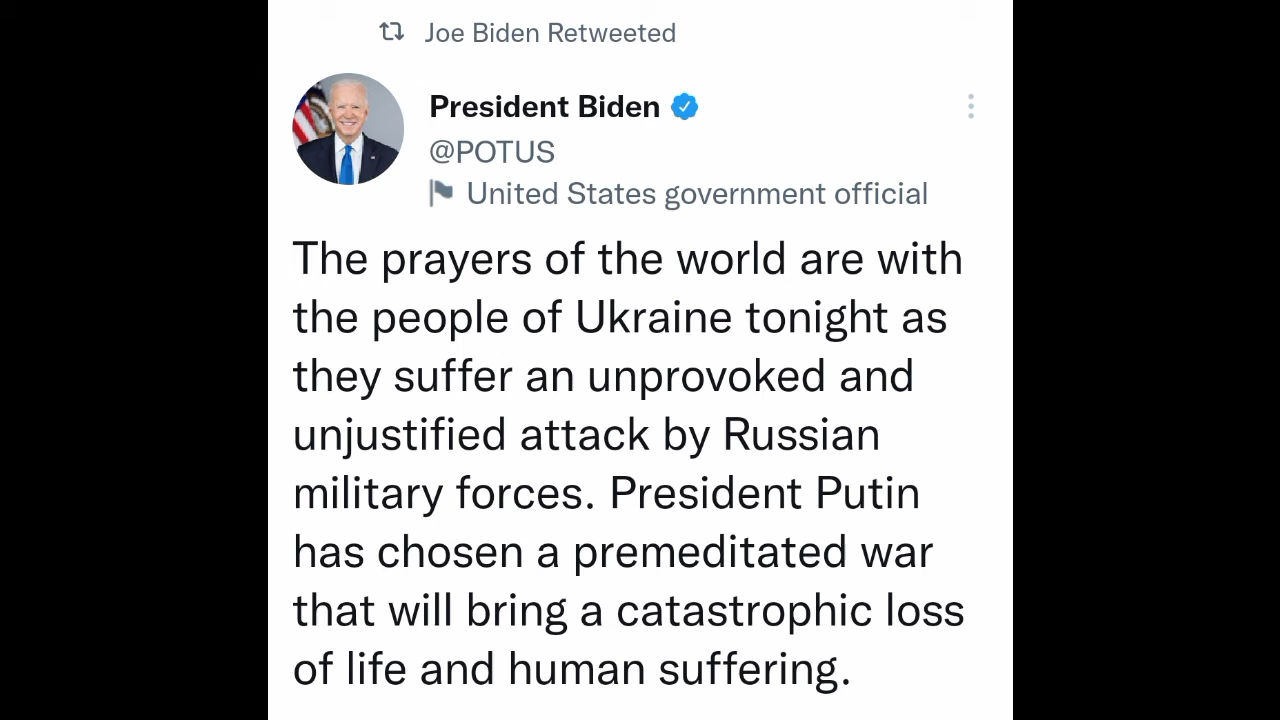 Joe Biden Retweeted
President Biden
@POTUS
United States government official
The prayers of the world are with
the people of Ukraine tonight as
they suffer an unprovoked and
unjustified attack by Russian
military forces. President Putin
has chosen a premeditated war
that will bring a catastrophic loss
of life and human suffering.